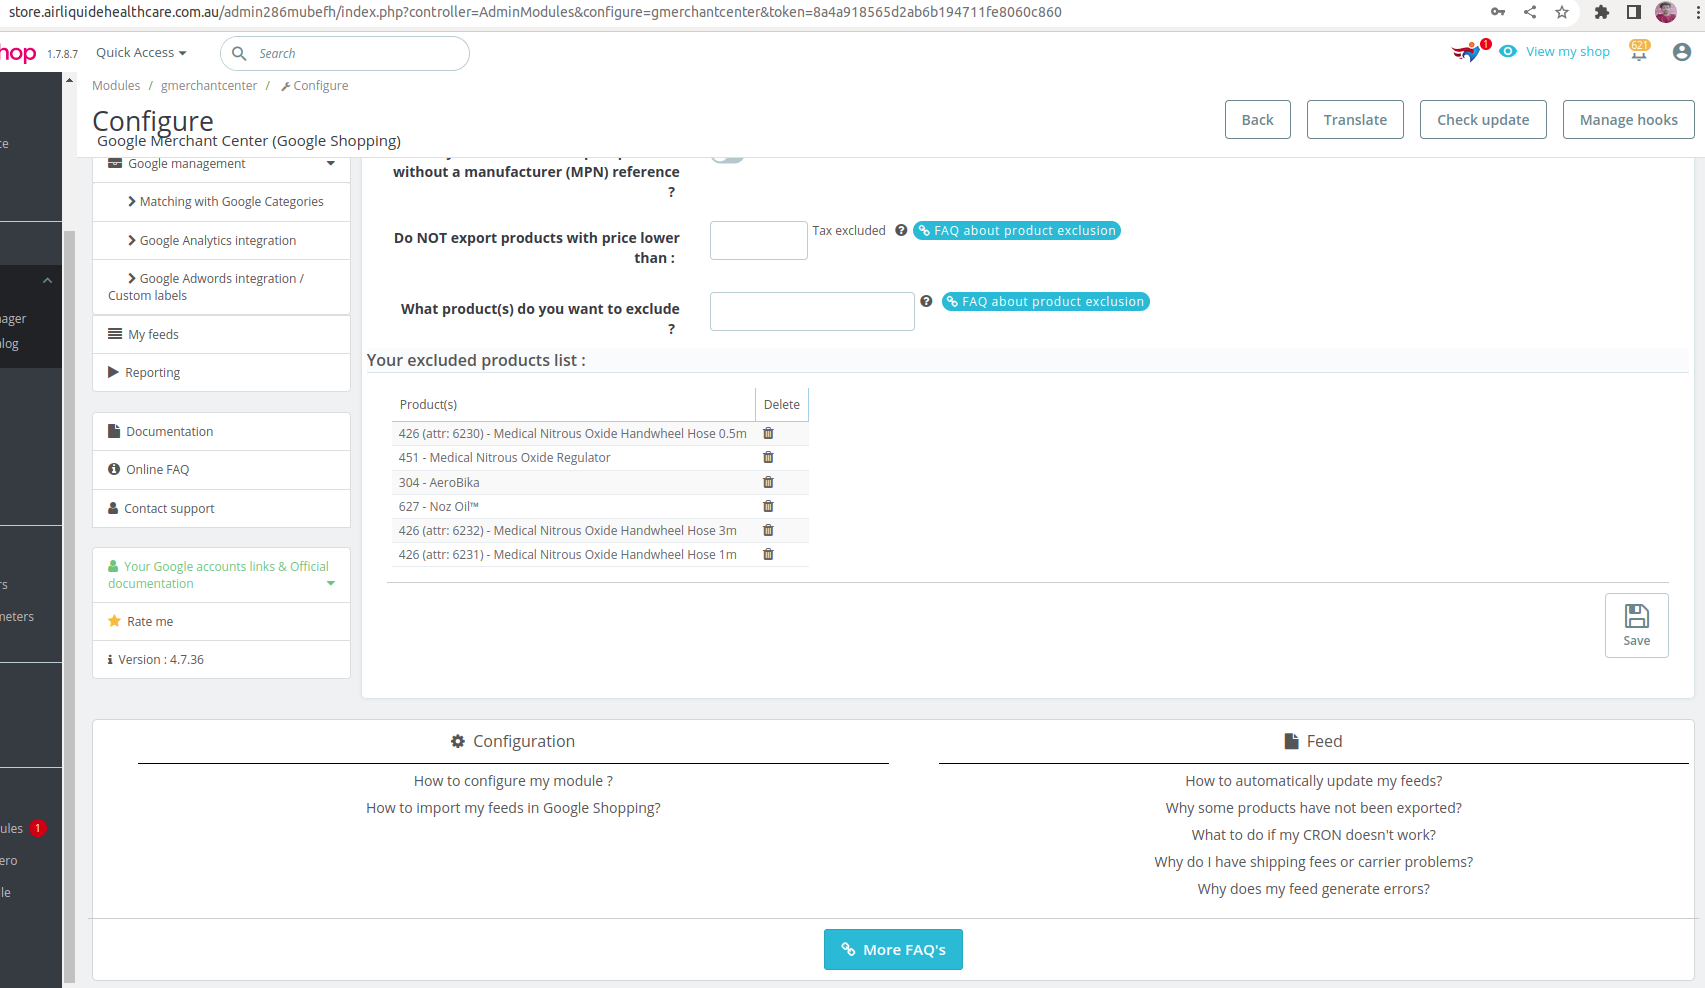 store.airliquidehealthcare.com.au/admin286mubefh/index.php?controller=AdminModules&configure=gmerchantcenter&token=8a4a918565d2ab6b194711fe8060c860
hop 1.7.8.7 Quick Access Search
1 View my shop 621
Modules / gmerchantcenter / Configure
Configure
Google Merchant Center (Google Shopping)
Back Translate Check update Manage hooks
ager
alog
rs
meters
ules 1
ero
le
Google management
Matching with Google Categories
Google Analytics integration
Google Adwords integration /
Custom labels
My feeds
Reporting
Documentation
Online FAQ
Contact support
Your Google accounts links & Official
documentation
Rate me
Version : 4.7.36
without a manufacturer (MPN) reference
?
Do NOT export products with price lower
than :
Tax excluded FAQ about product exclusion
What product(s) do you want to exclude
?
FAQ about product exclusion
Your excluded products list :
Product(s) Delete
426 (attr: 6230) - Medical Nitrous Oxide Handwheel Hose 0.5m
451 - Medical Nitrous Oxide Regulator
304 - AeroBika
627 - Noz Oil™
426 (attr: 6232) - Medical Nitrous Oxide Handwheel Hose 3m
426 (attr: 6231) - Medical Nitrous Oxide Handwheel Hose 1m
Save
Configuration
How to configure my module ?
How to import my feeds in Google Shopping?
Feed
How to automatically update my feeds?
Why some products have not been exported?
What to do if my CRON doesn't work?
Why do I have shipping fees or carrier problems?
Why does my feed generate errors?
More FAQ's